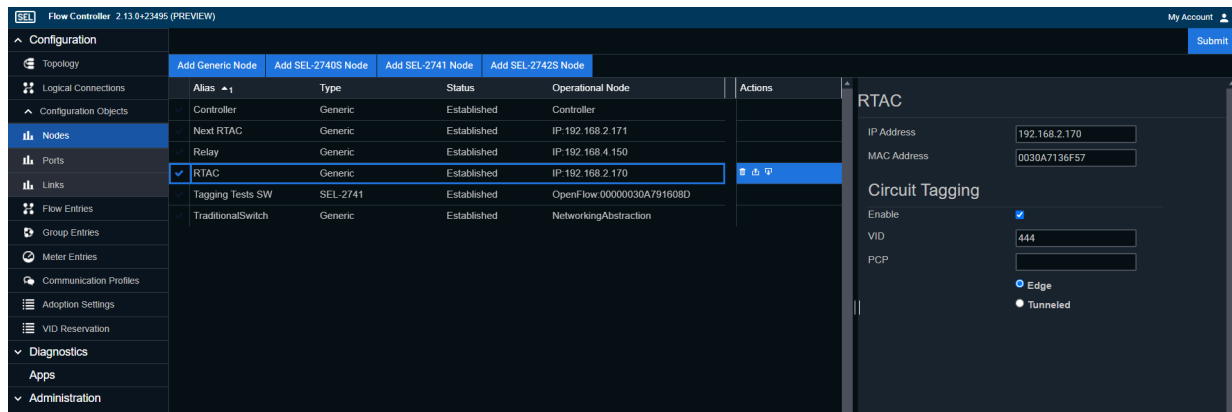 SEL Flow Controller 2.13.0+23495 (PREVIEW) My Account
Configuration
Submit
Topology
Add Generic Node Add SEL-2740S Node Add SEL-2741 Node Add SEL-2742S Node
Logical Connections
Alias 1 Type Status Operational Node Actions
Configuration Objects
Controller Generic Established Controller
Nodes
Next RTAC Generic Established IP:192.168.2.171
Ports
Relay Generic Established IP:192.168.4.150
Links
RTAC Generic Established IP:192.168.2.170
Flow Entries
Tagging Tests SW SEL-2741 Established OpenFlow:00000030A791608D
Group Entries
TraditionalSwitch Generic Established NetworkingAbstraction
Meter Entries
Communication Profiles
Adoption Settings
VID Reservation
Diagnostics
Apps
Administration
RTAC
IP Address 192.168.2.170
MAC Address 0030A7136F57
Circuit Tagging
Enable
VID 444
PCP
Edge
Tunneled